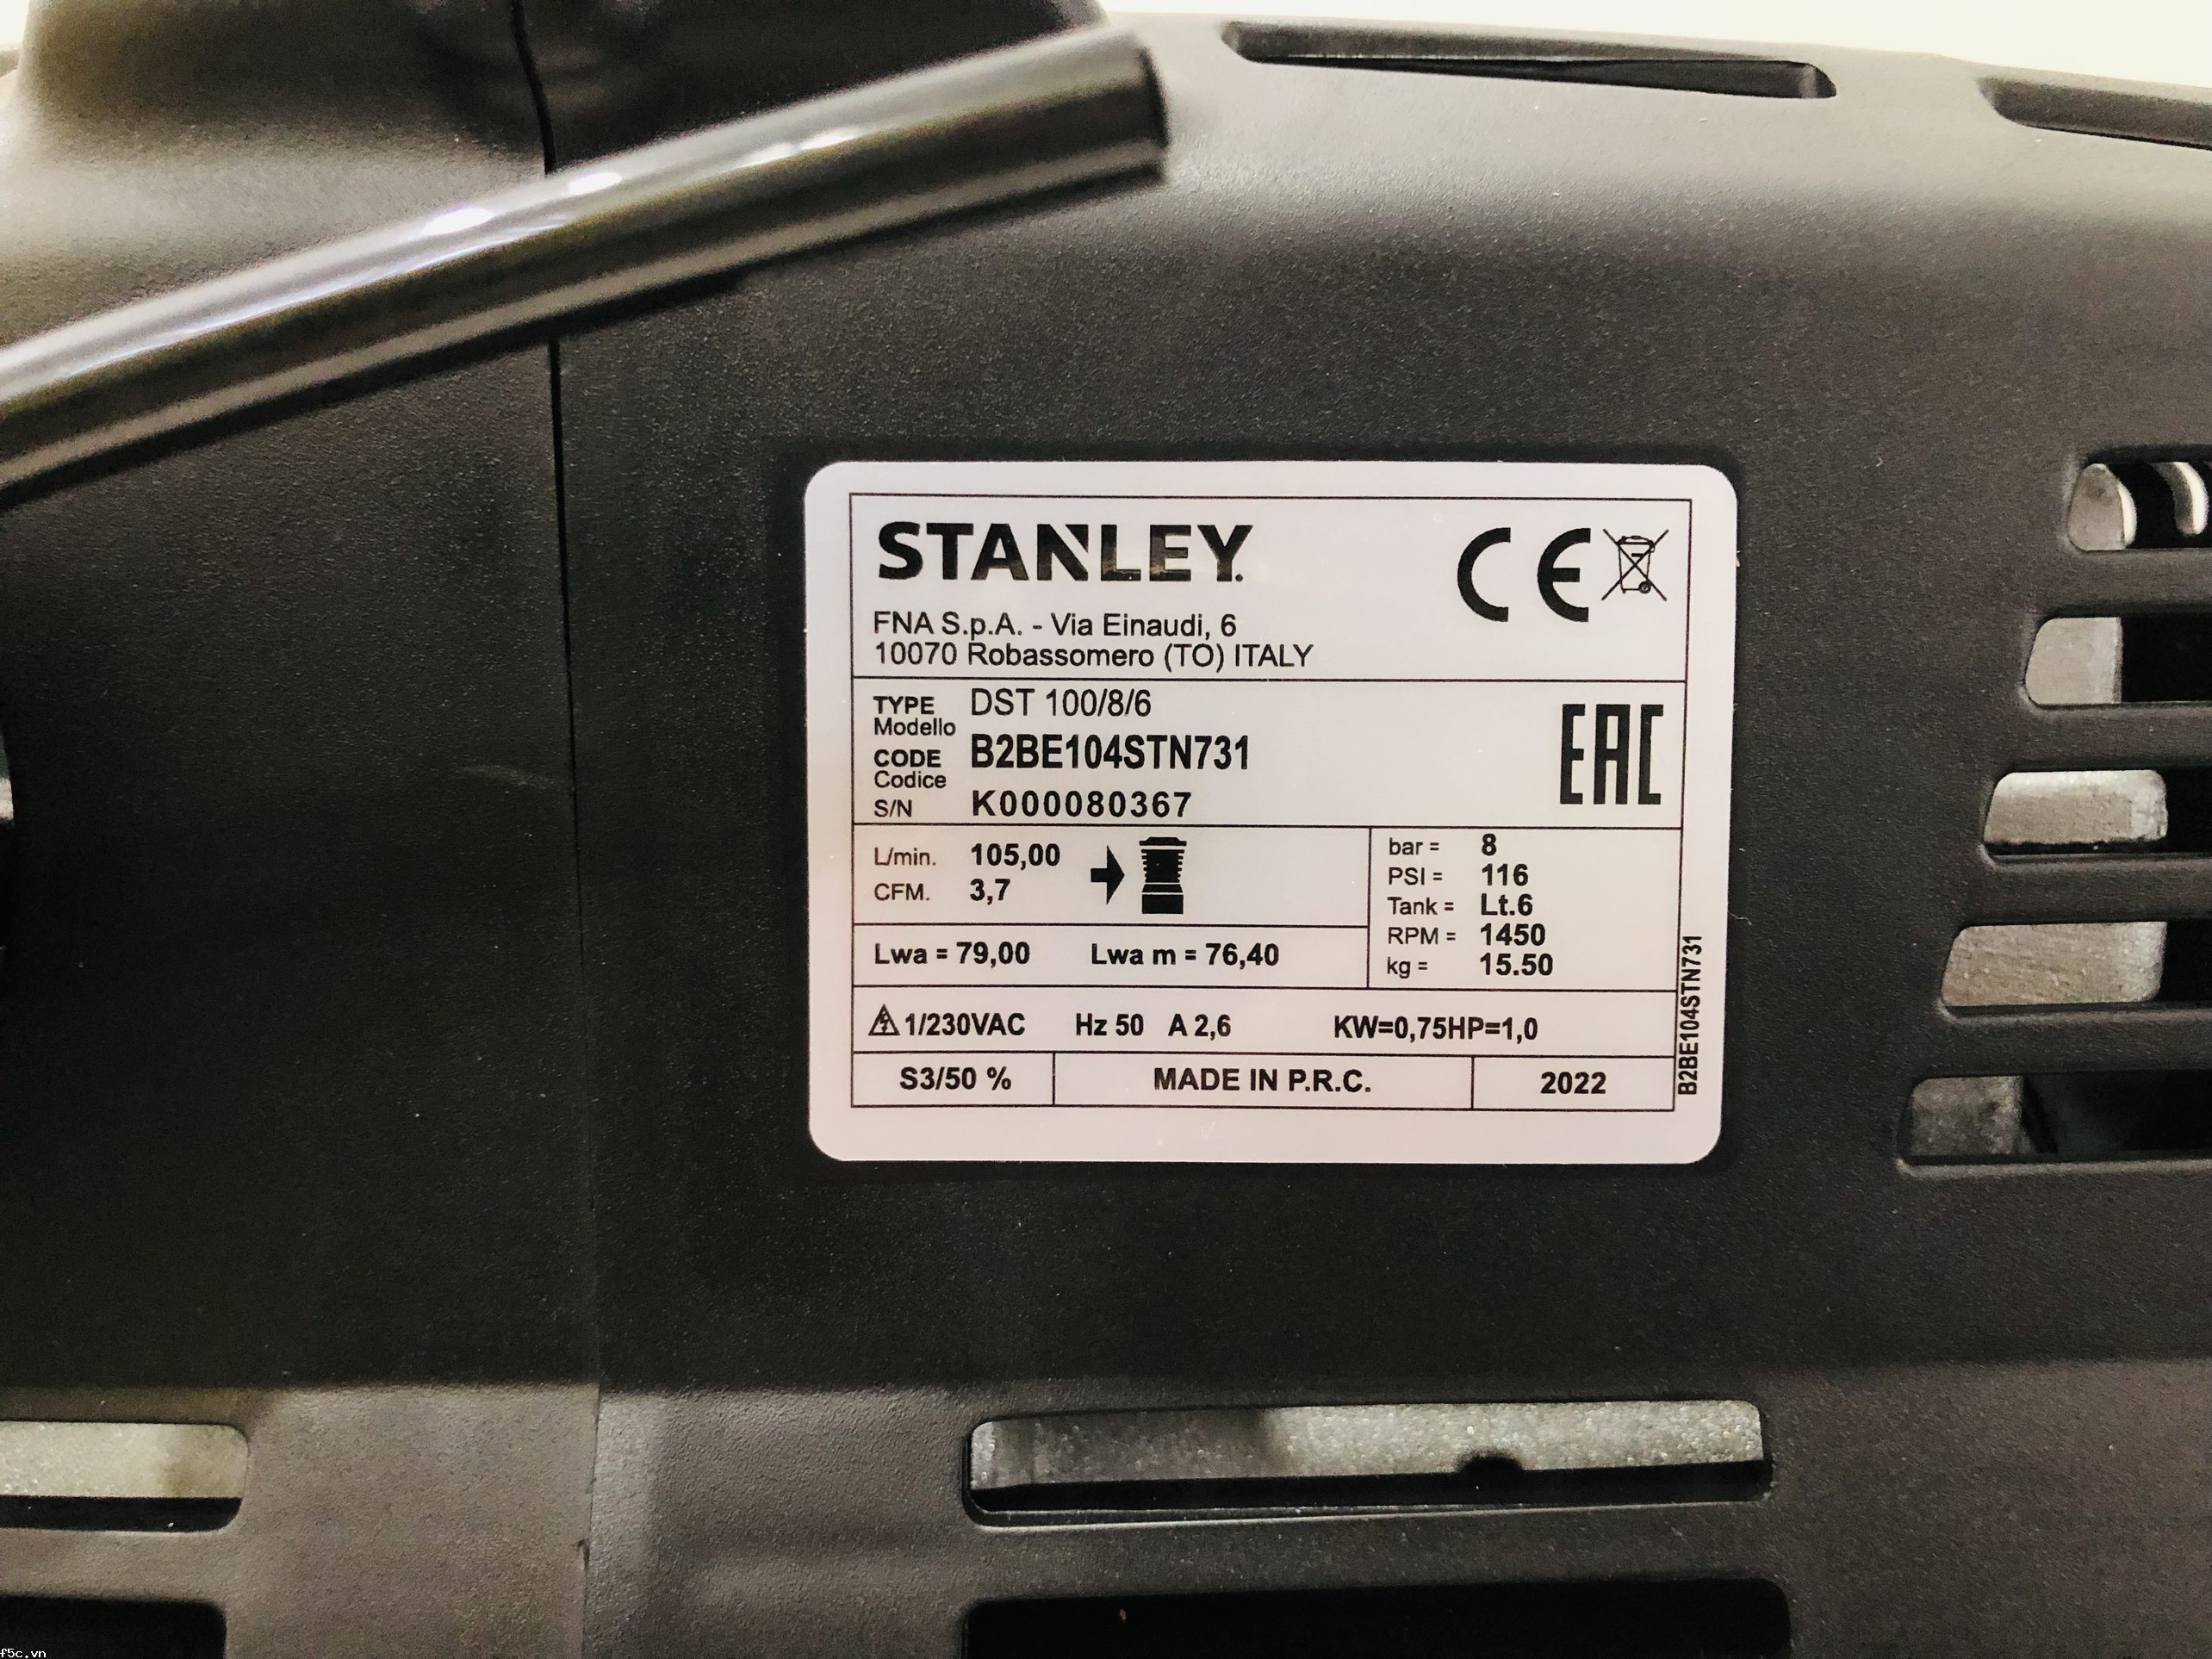 STANLEY.
CE
FNA S.p.A. - Via Einaudi, 6
10070 Robassomero (TO) ITALY
TYPE DST 100/8/6
Modello
CODE B2BE104STN731
Codice
S/N K000080367
EAC
L/min. 105,00
CFM. 3,7
bar = 8
PSI = 116
Tank = Lt.6
RPM = 1450
kg = 15.50
Lwa = 79,00 Lwa m = 76,40
1/230VAC Hz 50 A 2,6 KW=0,75HP=1,0
S3/50 % MADE IN P.R.C. 2022
B2BE104STN731
f5c.vn